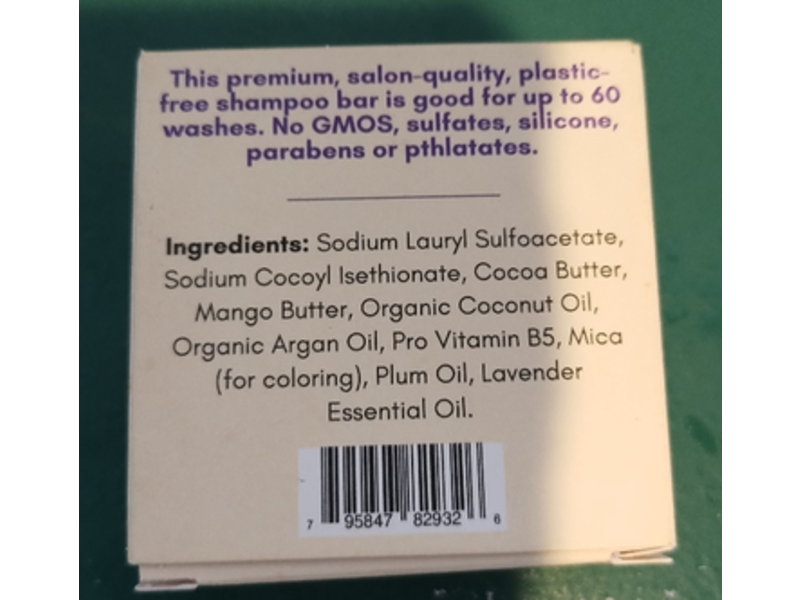 This premium, salon-quality, plastic-
free shampoo bar is good for up to 60
washes. No GMOS, sulfates, silicone,
parabens or pthlatates.
Ingredients: Sodium Lauryl Sulfoacetate,
Sodium Cocoyl Isethionate, Cocoa Butter,
Mango Butter, Organic Coconut Oil,
Organic Argan Oil, Pro Vitamin B5, Mica
(for coloring), Plum Oil, Lavender
Essential Oil.
7 95847 82932 6